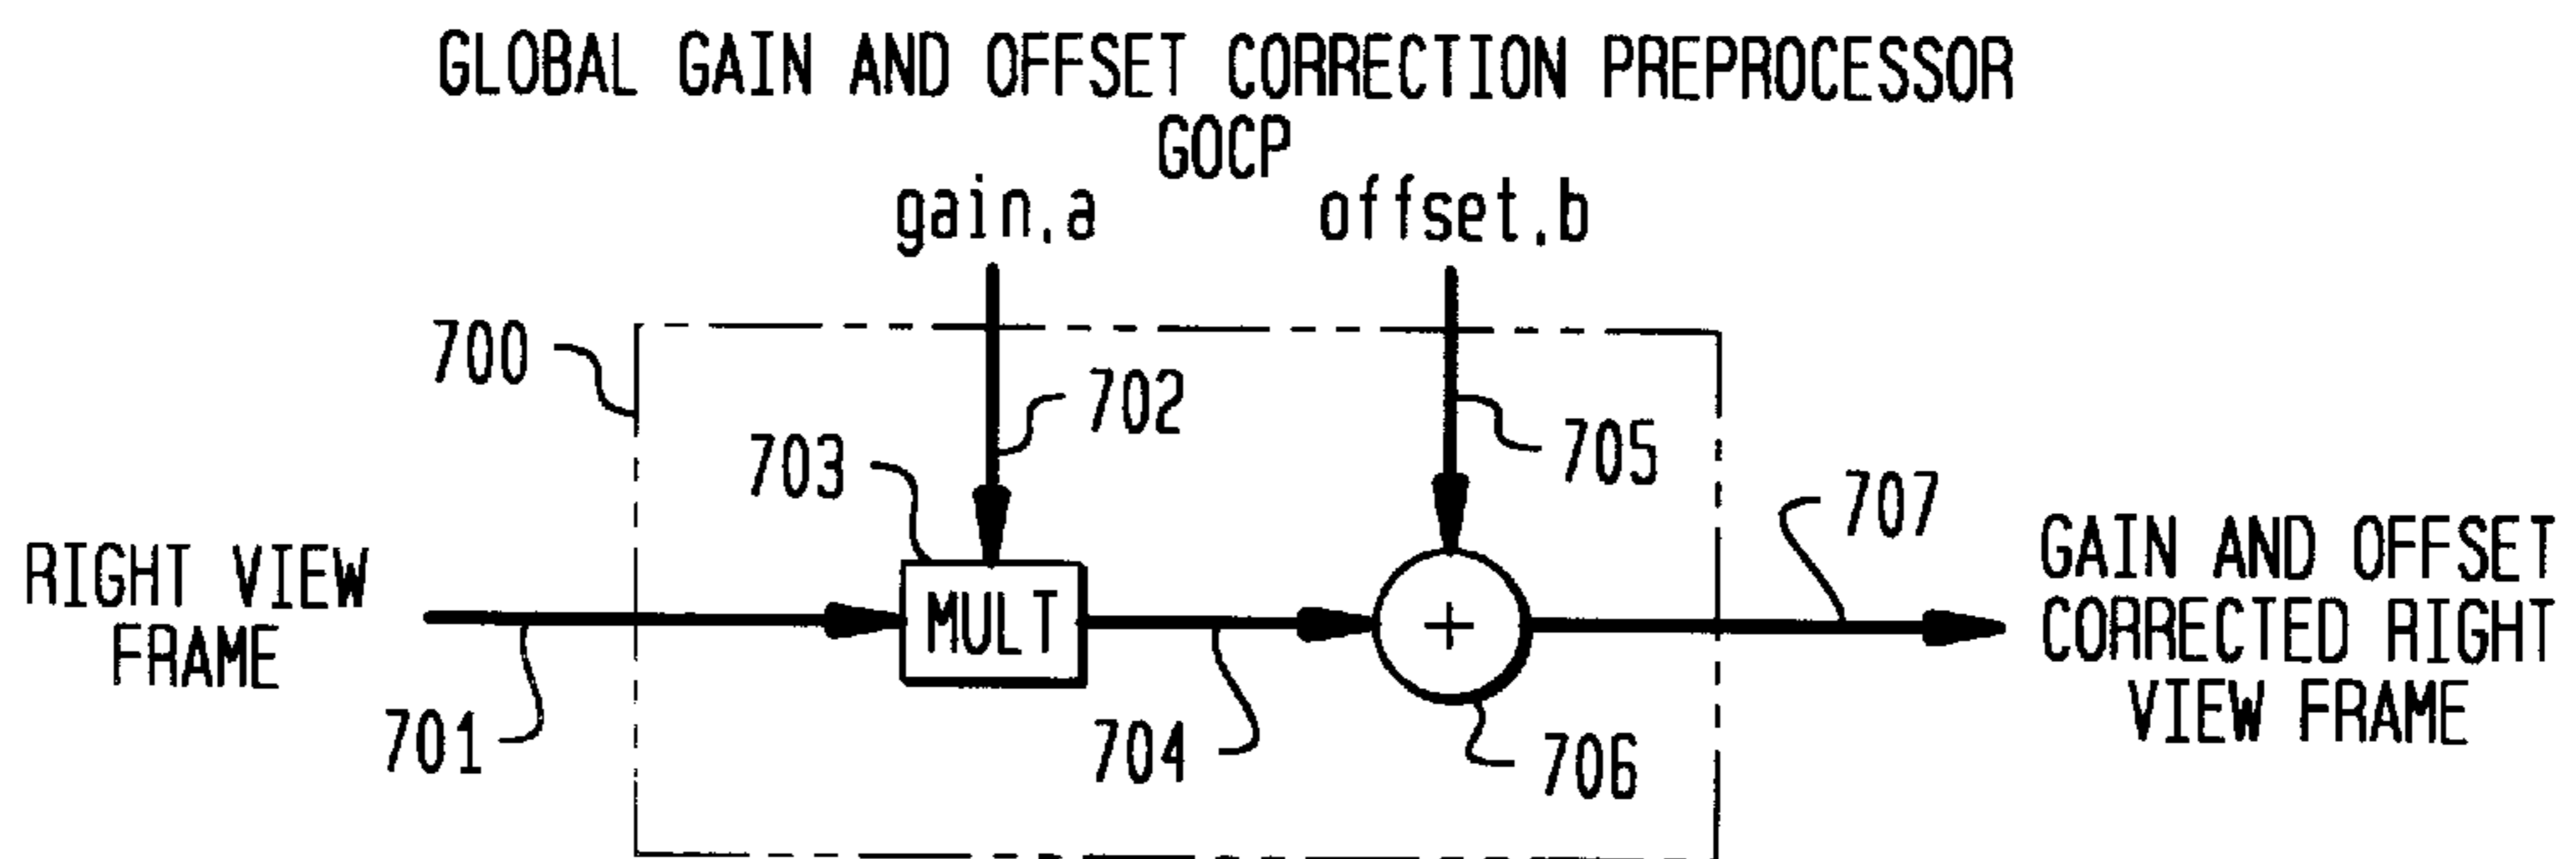 GLOBAL GAIN AND OFFSET CORRECTION PREPROCESSOR
GOCP
gain,a
offset,b
700
702
703
705
707
RIGHT VIEW
FRAME
MULT
+
GAIN AND OFFSET
CORRECTED RIGHT
VIEW FRAME
701
704
706